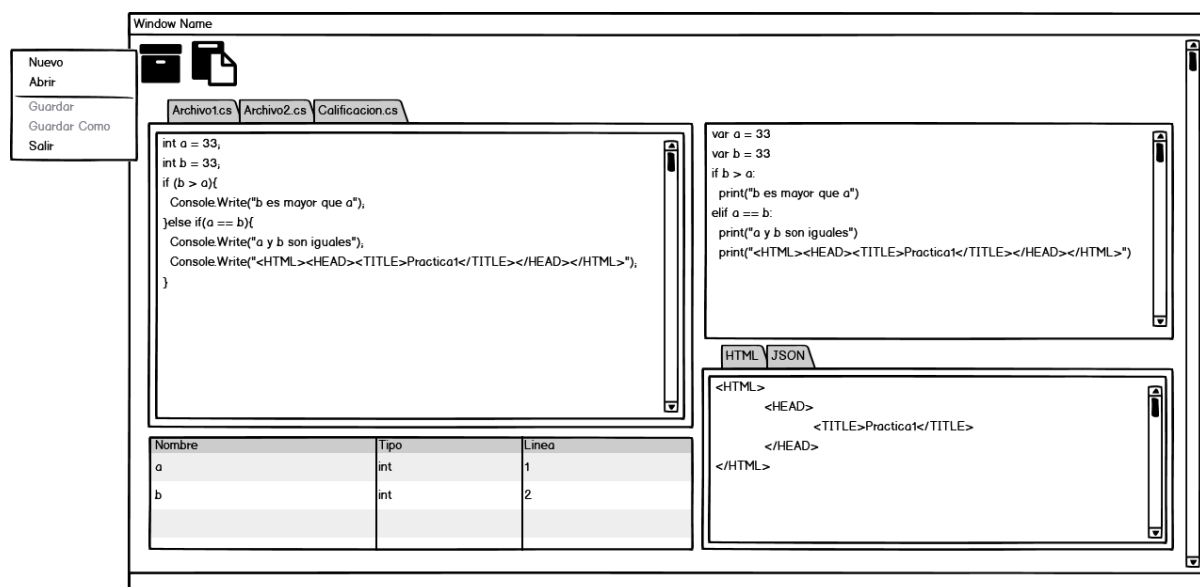 Window Name
Nuevo
Abrir
Guardar
Guardar Como
Salir
Archivo1.cs Archivo2.cs Calificacion.cs
int a = 33;
int b = 33;
if (b > a){
Console.Write("b es mayor que a");
}else if(a == b){
Console.Write("a y b son iguales");
Console.Write("<HTML><HEAD><TITLE>Practica1</TITLE></HEAD></HTML>");
}
var a = 33
var b = 33
if b > a:
print("b es mayor que a")
elif a == b:
print("a y b son iguales")
print("<HTML><HEAD><TITLE>Practica1</TITLE></HEAD></HTML>")
HTML JSON
<HTML>
<HEAD>
<TITLE>Practica1</TITLE>
</HEAD>
</HTML>
Nombre Tipo Linea
a int 1
b int 2